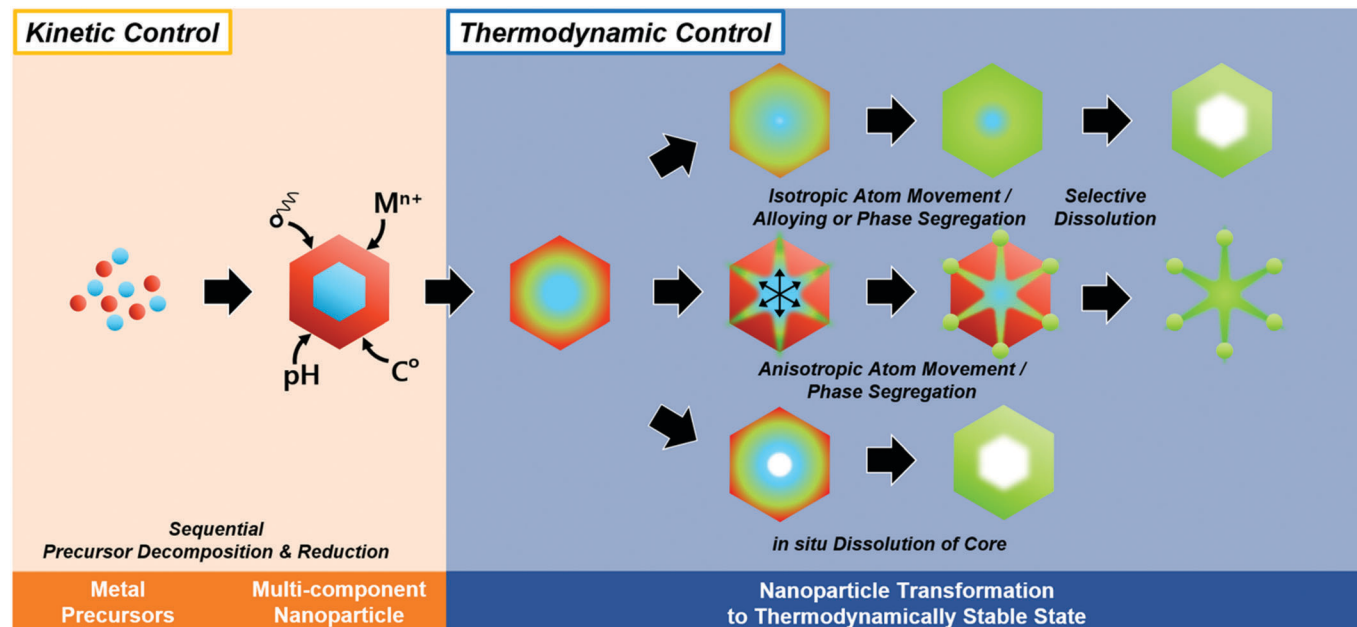 Kinetic Control
Thermodynamic Control
Mⁿ⁺
pH
Cᴼ
Isotropic Atom Movement /
Alloying or Phase Segregation
Selective
Dissolution
Anisotropic Atom Movement /
Phase Segregation
in situ Dissolution of Core
Sequential
Precursor Decomposition & Reduction
Metal
Precursors
Multi-component
Nanoparticle
Nanoparticle Transformation
to Thermodynamically Stable State